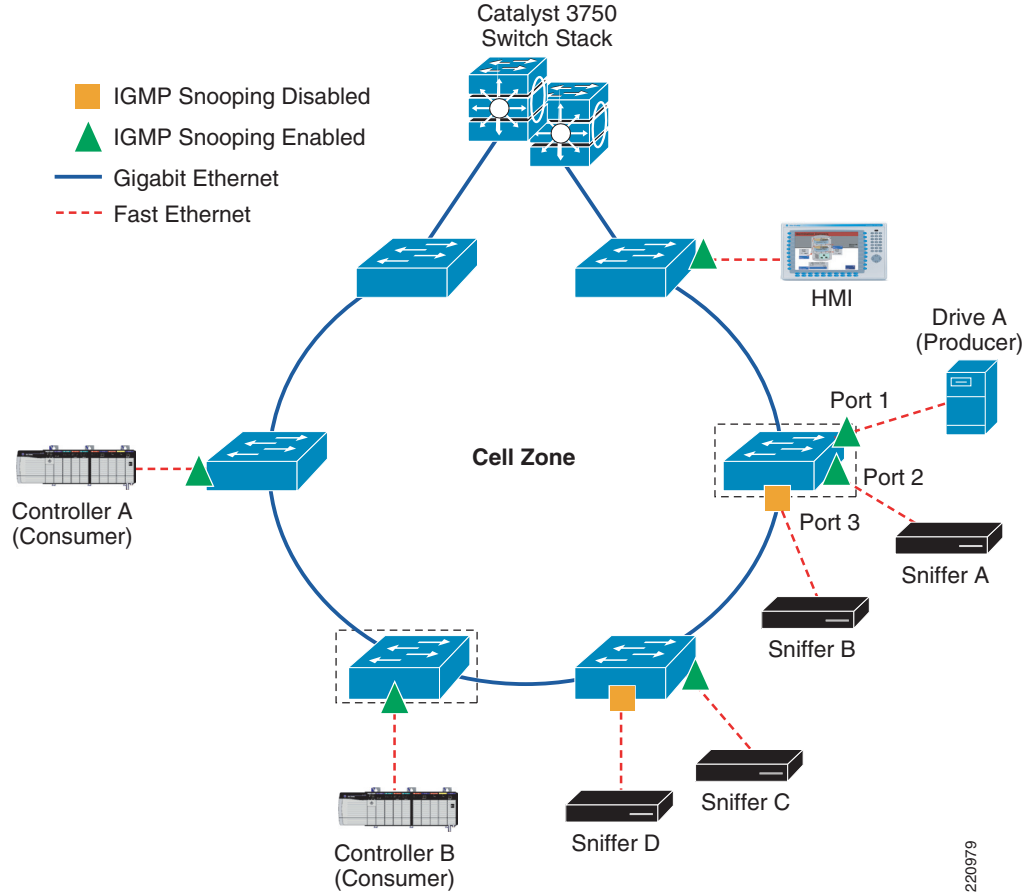 Catalyst 3750
Switch Stack
IGMP Snooping Disabled
IGMP Snooping Enabled
Gigabit Ethernet
Fast Ethernet
HMI
Drive A
(Producer)
Port 1
Cell Zone
Port 2
Controller A
(Consumer)
Port 3
Sniffer A
Sniffer B
Sniffer C
Sniffer D
Controller B
(Consumer)
220979